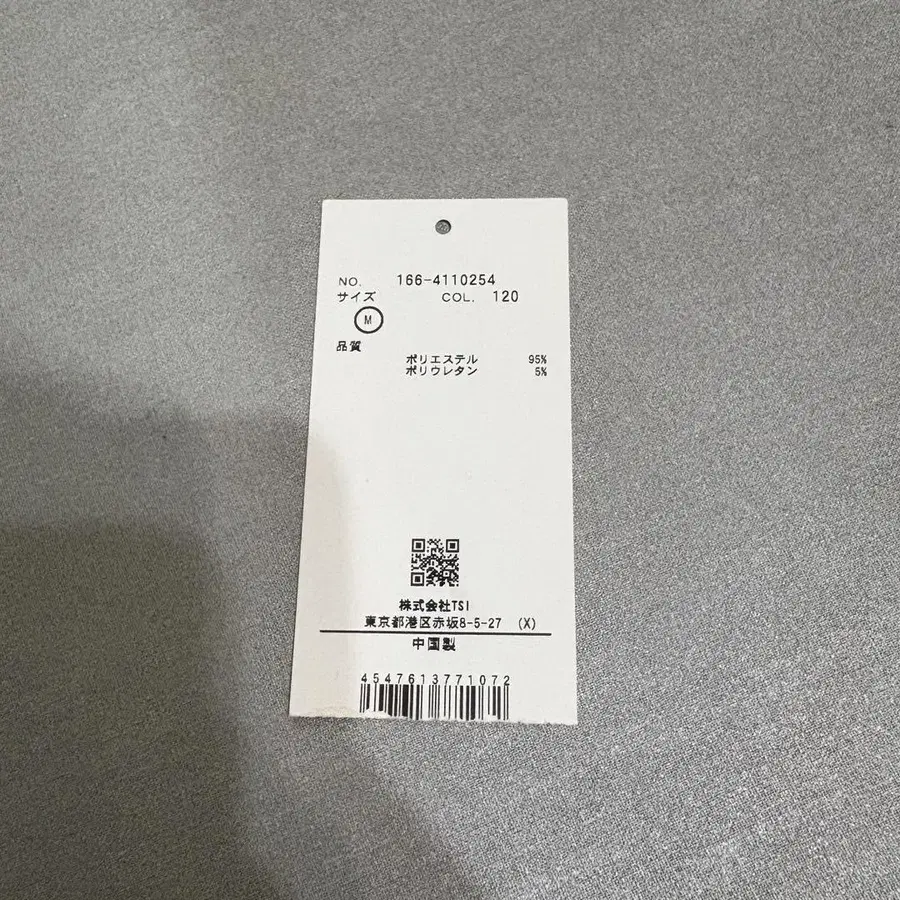 NO. 166-4110254
サイズ COL. 120
M
品質
ポリエステル 95%
ポリウレタン 5%
株式会社TSI
東京都港区赤坂8-5-27 (X)
中国製
4547613771072